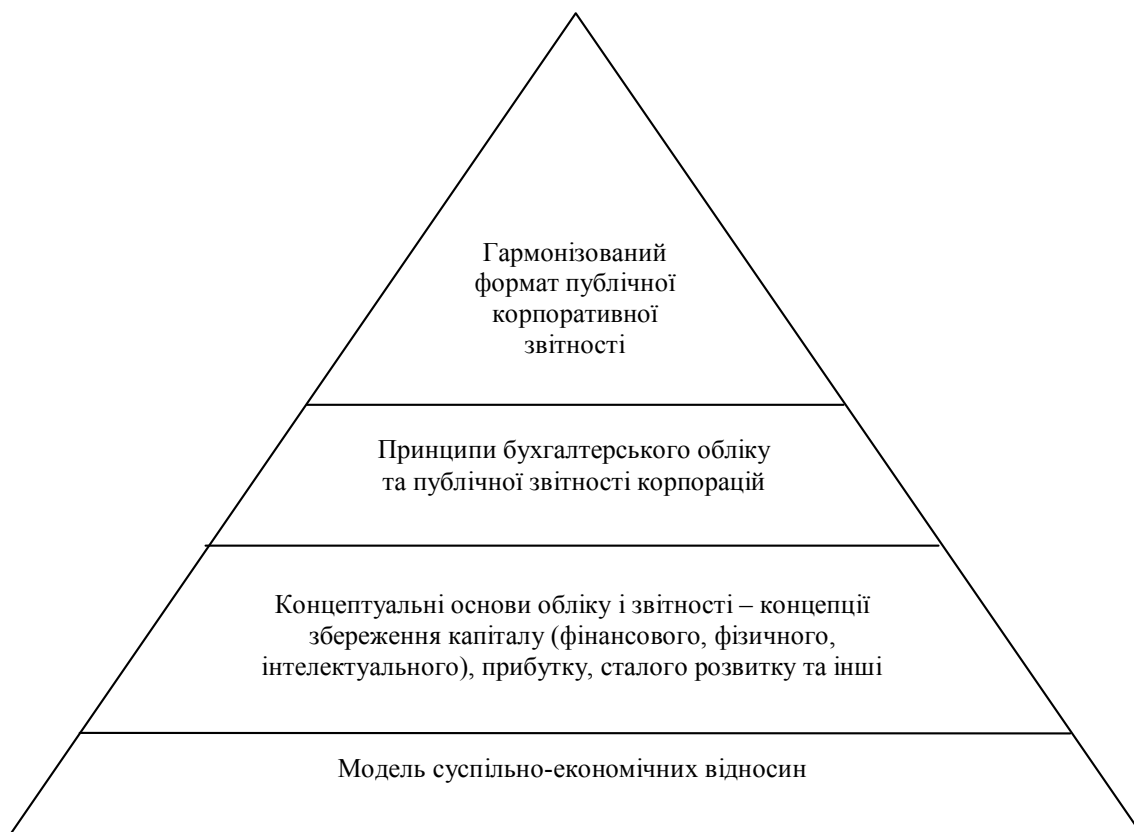 Гармонізований
формат публічної
корпоративної
звітності
Принципи бухгалтерського обліку
та публічної звітності корпорацій
Концептуальні основи обліку і звітності – концепції
збереження капіталу (фінансового, фізичного,
інтелектуального), прибутку, сталого розвитку та інші
Модель суспільно-економічних відносин